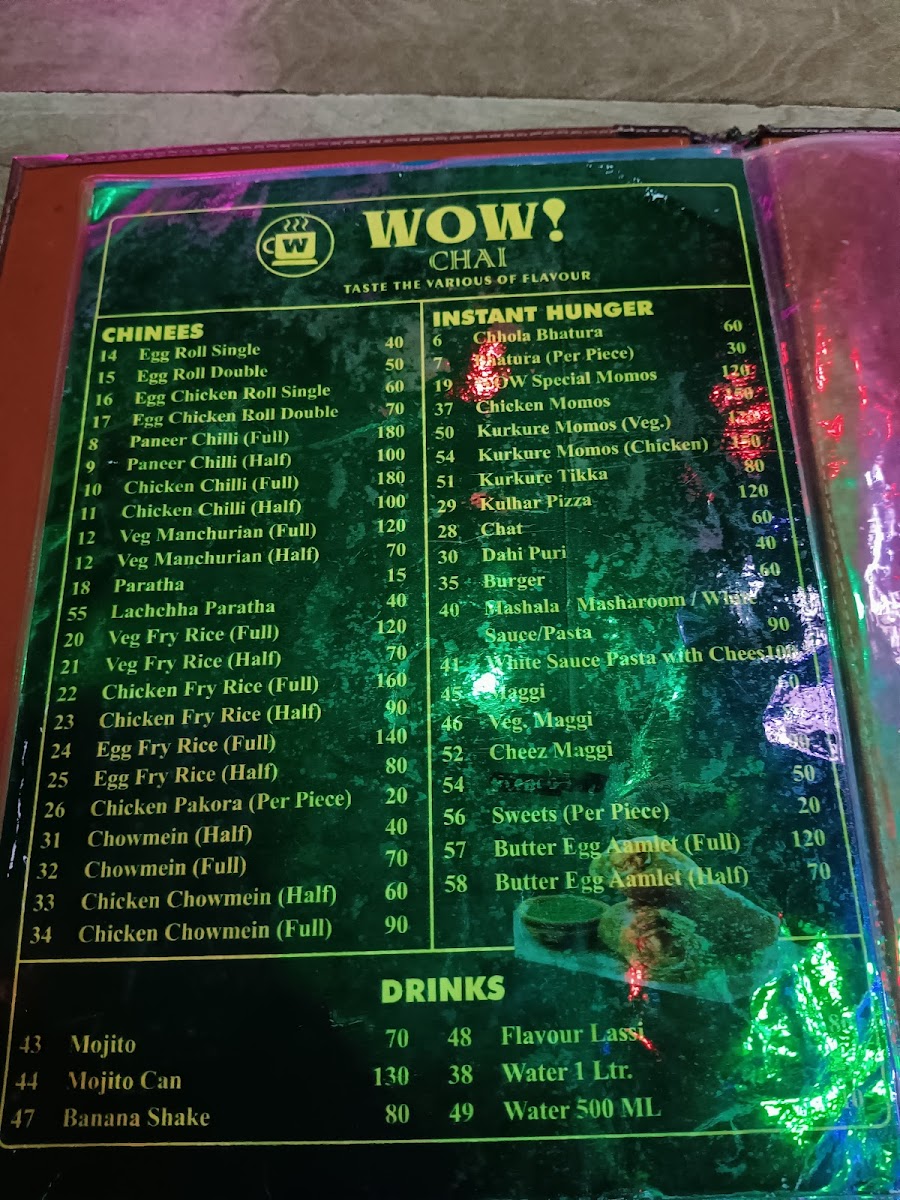 WOW!
CHAI
TASTE THE VARIOUS OF FLAVOUR
CHINEES
14 Egg Roll Single 40
15 Egg Roll Double 50
16 Egg Chicken Roll Single 60
17 Egg Chicken Roll Double 70
8 Paneer Chilli (Full) 180
9 Paneer Chilli (Half) 100
10 Chicken Chilli (Full) 180
11 Chicken Chilli (Half) 100
12 Veg Manchurian (Full) 120
12 Veg Manchurian (Half) 70
18 Paratha 15
55 Lachchha Paratha 40
20 Veg Fry Rice (Full) 120
21 Veg Fry Rice (Half) 70
22 Chicken Fry Rice (Full) 160
23 Chicken Fry Rice (Half) 90
24 Egg Fry Rice (Full) 140
25 Egg Fry Rice (Half) 80
26 Chicken Pakora (Per Piece) 20
31 Chowmein (Half) 40
32 Chowmein (Full) 70
33 Chicken Chowmein (Half) 60
34 Chicken Chowmein (Full) 90
INSTANT HUNGER
6 Chhola Bhatura 60
7 Bhatura (Per Piece) 30
19 WOW Special Momos 120
37 Chicken Momos 150
50 Kurkure Momos (Veg.) 120
54 Kurkure Momos (Chicken) 150
51 Kurkure Tikka 80
29 Kulhar Pizza 120
28 Chat 60
30 Dahi Puri 40
35 Burger 60
40 Mashala / Masharoom / White
Sauce/Pasta 90
41 White Sauce Pasta with Chees100
45 Maggi
46 Veg. Maggi
52 Cheez Maggi
54 50
56 Sweets (Per Piece) 20
57 Butter Egg Aamlet (Full) 120
58 Butter Egg Aamlet (Half) 70
DRINKS
43 Mojito 70
44 Mojito Can 130
47 Banana Shake 80
48 Flavour Lassi
38 Water 1 Ltr.
49 Water 500 ML